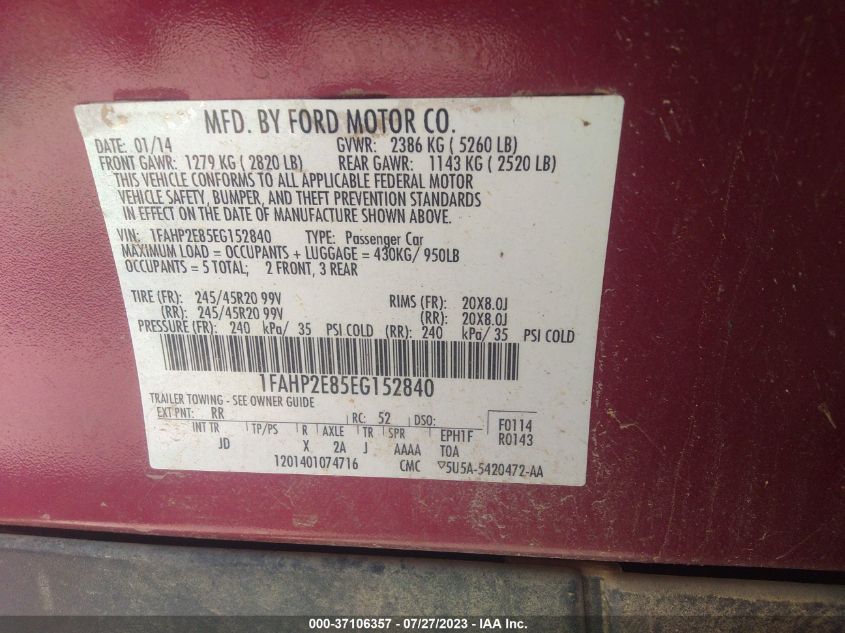 MFD. BY FORD MOTOR CO.
DATE: 01/14 GVWR: 2386 KG ( 5260 LB)
FRONT GAWR: 1279 KG ( 2820 LB) REAR GAWR: 1143 KG ( 2520 LB)
THIS VEHICLE CONFORMS TO ALL APPLICABLE FEDERAL MOTOR
VEHICLE SAFETY, BUMPER, AND THEFT PREVENTION STANDARDS
IN EFFECT ON THE DATE OF MANUFACTURE SHOWN ABOVE.
VIN: 1FAHP2E85EG152840 TYPE: Passenger Car
MAXIMUM LOAD = OCCUPANTS + LUGGAGE = 430KG/ 950LB
OCCUPANTS = 5 TOTAL; 2 FRONT, 3 REAR
TIRE (FR): 245/45R20 99V RIMS (FR): 20X8.0J
(RR): 245/45R20 99V (RR): 20X8.0J
PRESSURE (FR): 240 kPa/ 35 PSI COLD (RR): 240 kPa/ 35 PSI COLD
1FAHP2E85EG152840
TRAILER TOWING - SEE OWNER GUIDE
EXT PNT: RR RC: 52 DSO: F0114
INT TR TP/PS R AXLE TR SPR EPH1F R0143
JD X 2A J AAAA TOA
1201401074716 CMC ▽5U5A-5420472-AA
000-37106357 - 07/27/2023 - IAA Inc.